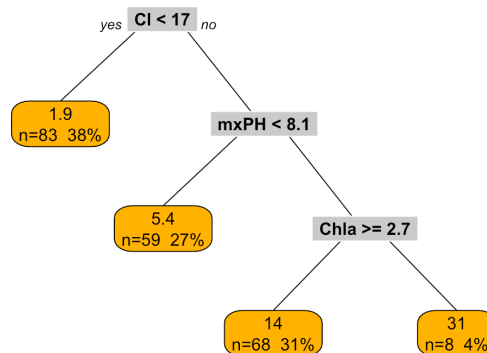 yes Cl < 17 no
1.9
n=83 38%
mxPH < 8.1
5.4
n=59 27%
Chla >= 2.7
14
n=68 31%
31
n=8 4%